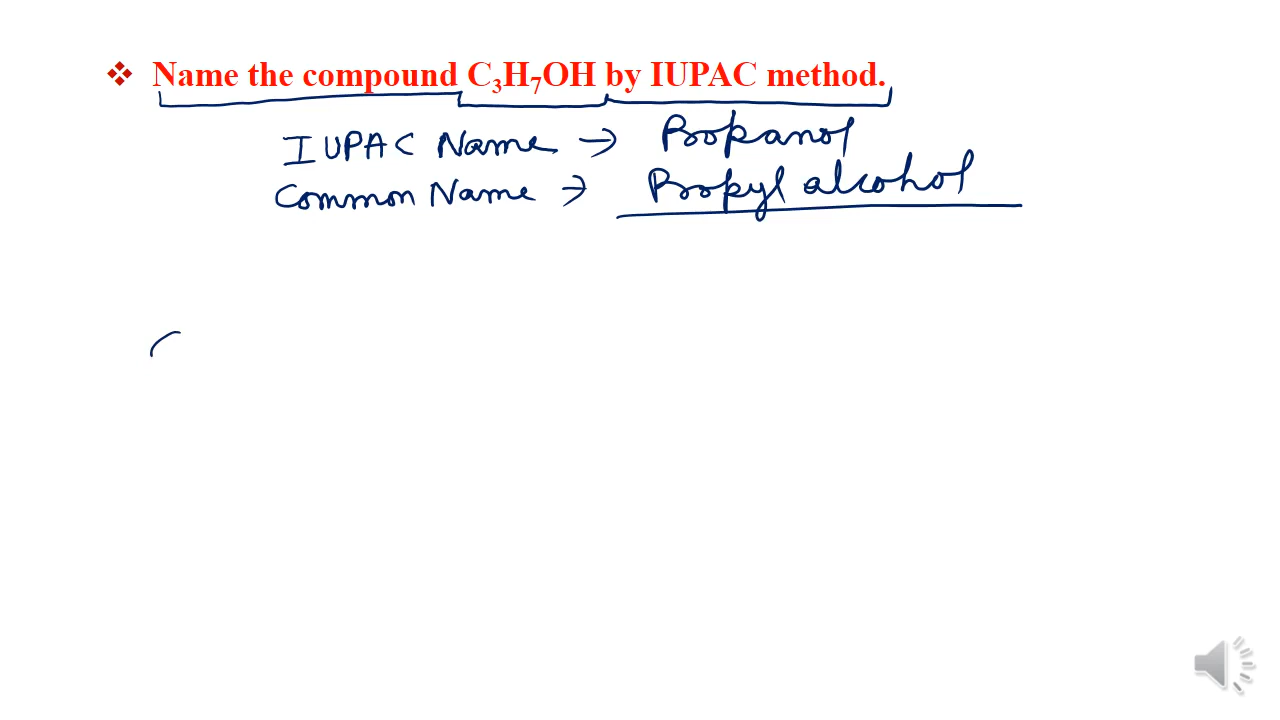 ❖ Name the compound C₃H₇OH by IUPAC method.
IUPAC Name → Propanol
Common Name → Propyl alcohol